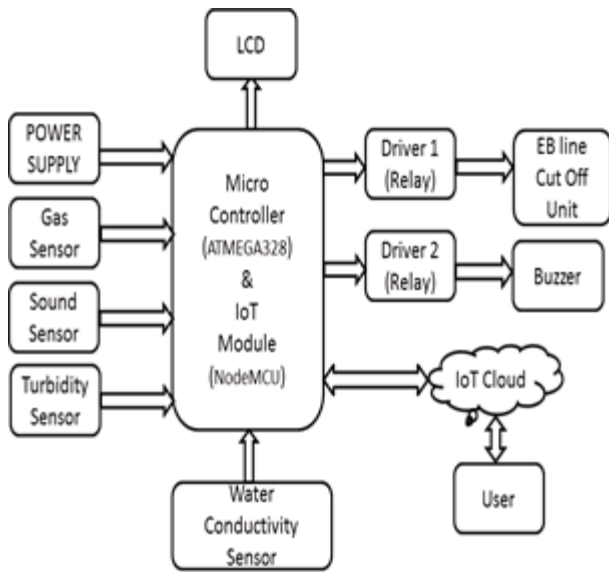 LCD
POWER
SUPPLY
Gas
Sensor
Sound
Sensor
Turbidity
Sensor
Micro
Controller
(ATMEGA328)
&
IoT
Module
(NodeMCU)
Water
Conductivity
Sensor
Driver 1
(Relay)
EB line
Cut Off
Unit
Driver 2
(Relay)
Buzzer
IoT Cloud
User